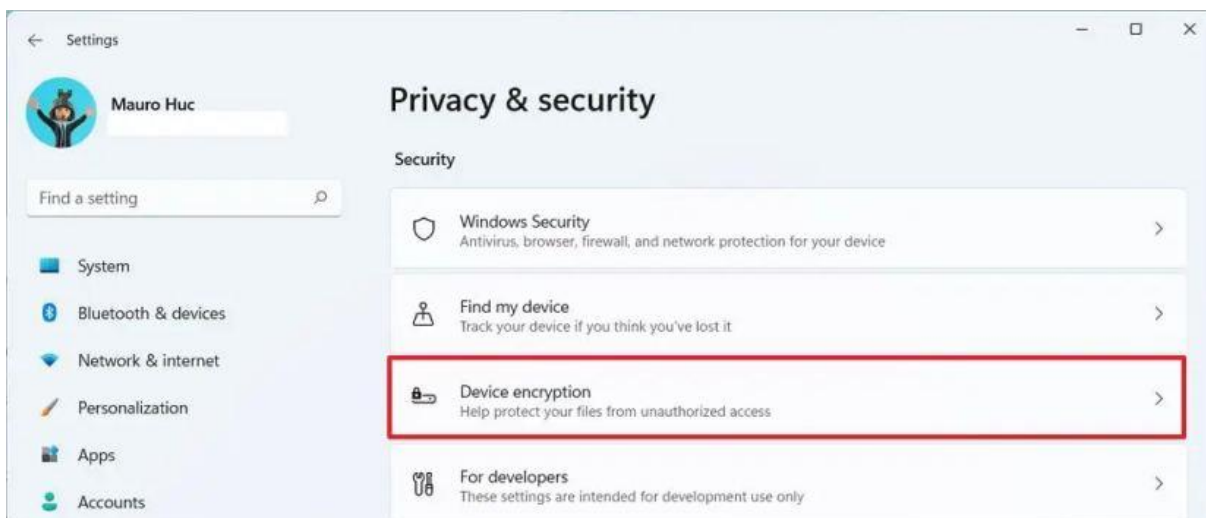 Settings
Mauro Huc
Find a setting
System
Bluetooth & devices
Network & internet
Personalization
Apps
Accounts
Privacy & security
Security
Windows Security
Antivirus, browser, firewall, and network protection for your device
Find my device
Track your device if you think you've lost it
Device encryption
Help protect your files from unauthorized access
For developers
These settings are intended for development use only